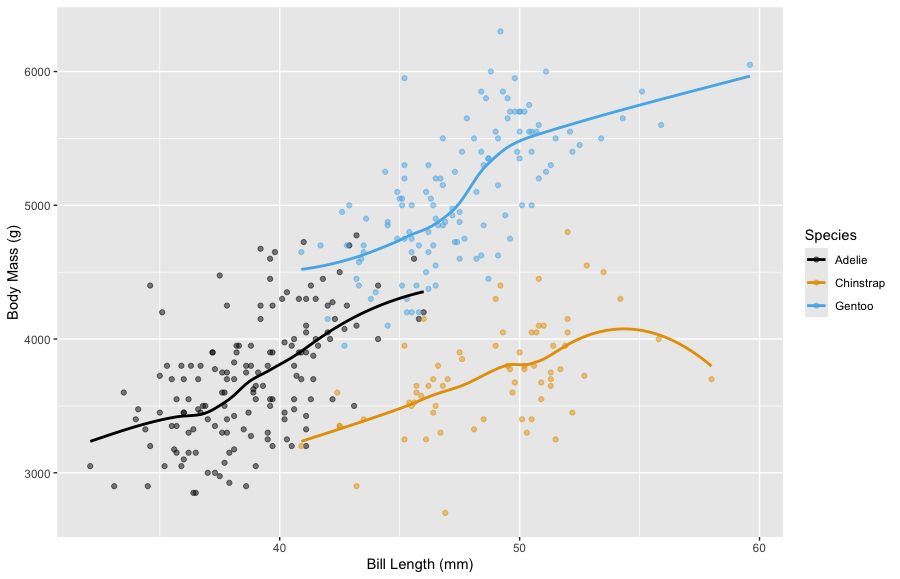 6000
5000
4000
3000
40
50
60
Bill Length (mm)
Body Mass (g)
Species
Adelie
Chinstrap
Gentoo